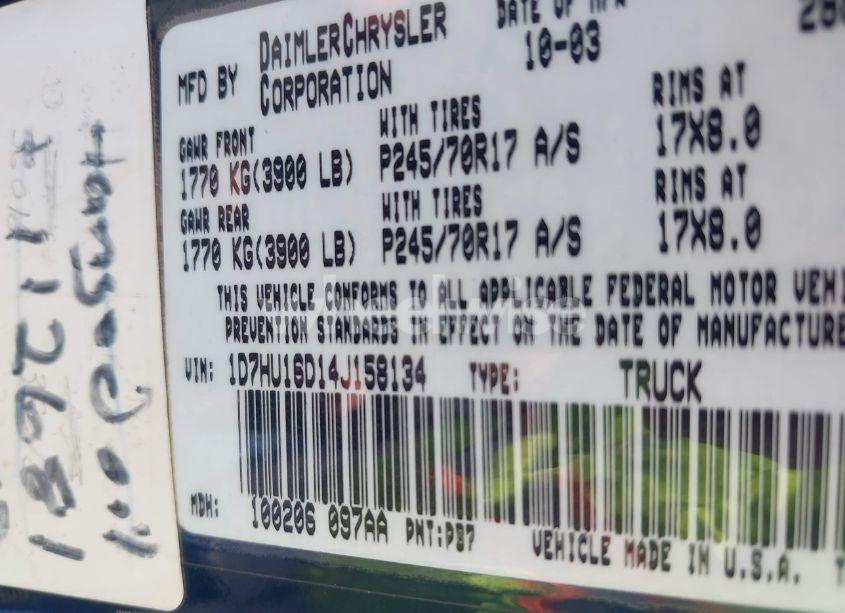 DATE OF MFR
MFD BY DAIMLERCHRYSLER
CORPORATION 10-03
GAWR FRONT WITH TIRES RIMS AT
1770 KG(3900 LB) P245/70R17 A/S 17X8.0
GAWR REAR WITH TIRES RIMS AT
1770 KG(3900 LB) P245/70R17 A/S 17X8.0
THIS VEHICLE CONFORMS TO ALL APPLICABLE FEDERAL MOTOR VEHI
PREVENTION STANDARDS IN EFFECT ON THE DATE OF MANUFACTURE
VIN: 1D7HU16D14J158134 TYPE: TRUCK
MDH: 100206 097AA PNT:PB7 VEHICLE MADE IN U.S.A.